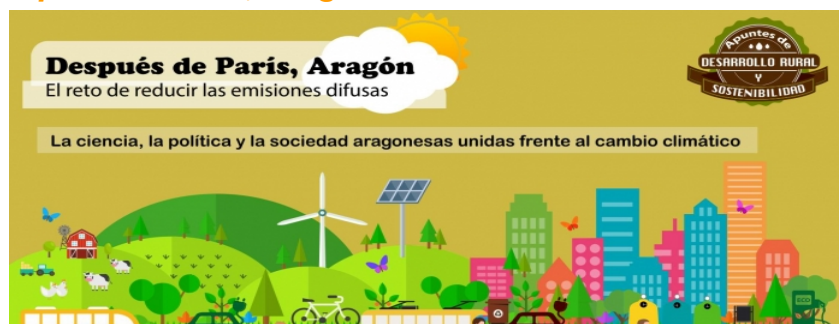 Después de París, Aragón
El reto de reducir las emisiones difusas
Apuntes de
DESARROLLO RURAL
Y
SOSTENIBILIDAD
La ciencia, la política y la sociedad aragonesas unidas frente al cambio climático
ECO